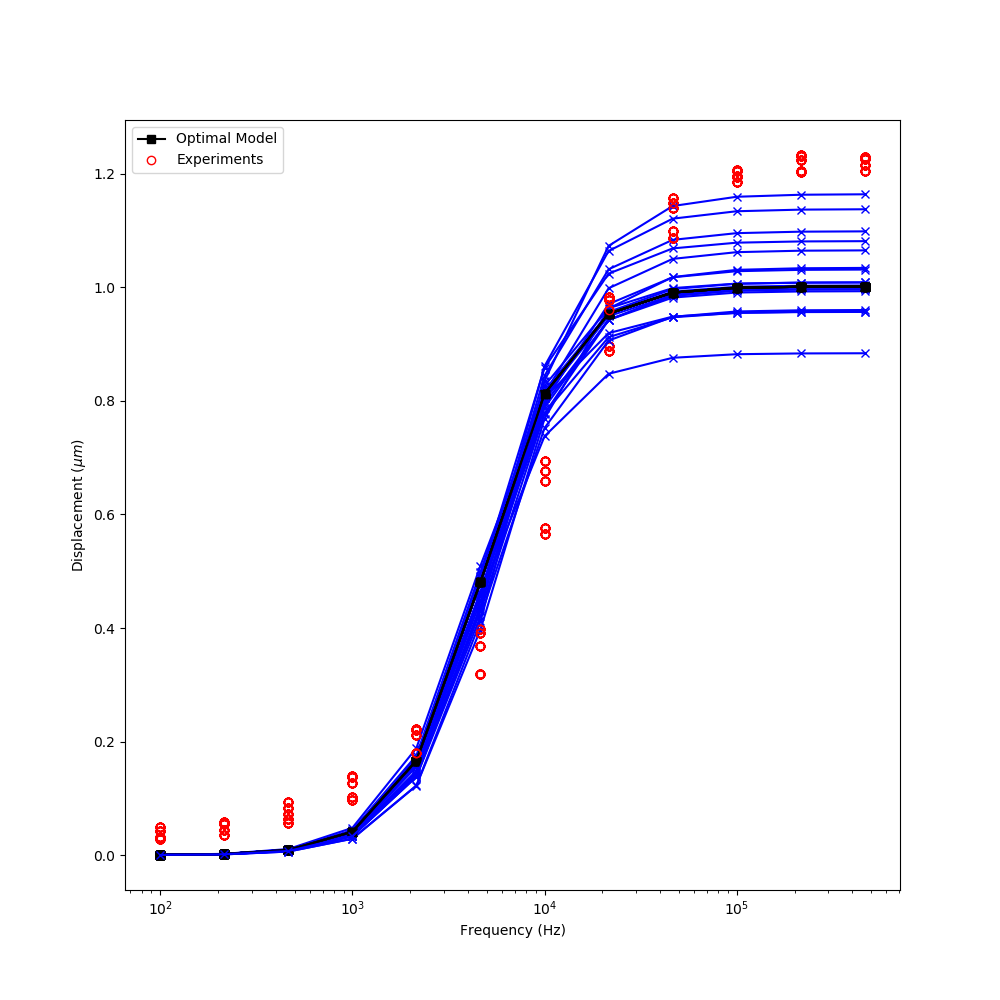 Optimal Model
Experiments
1.2
1.0
0.8
0.6
0.4
0.2
0.0
Displacement (μm)
10²
10³
10⁴
10⁵
Frequency (Hz)